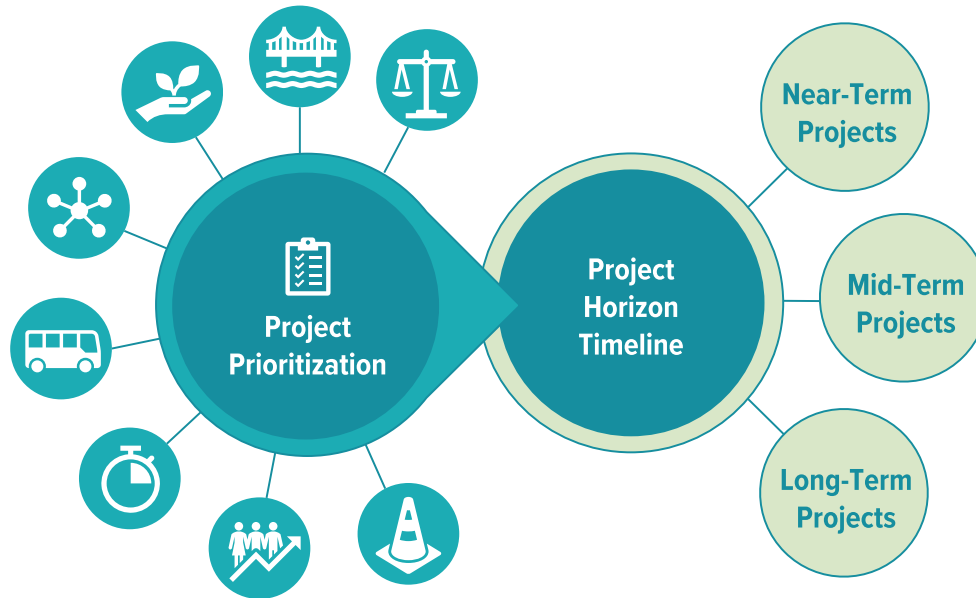 Project
Prioritization
Project
Horizon
Timeline
Near-Term
Projects
Mid-Term
Projects
Long-Term
Projects